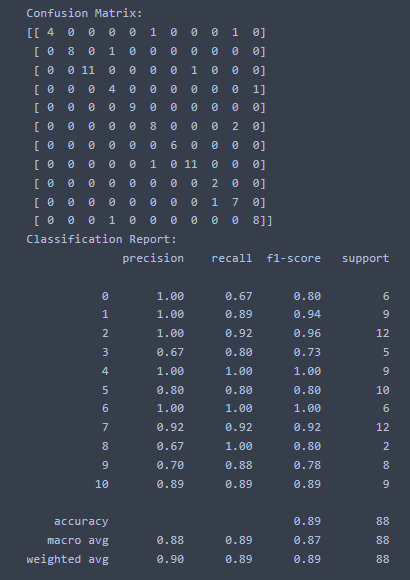 Confusion Matrix:
[[ 4  0  0  0  0  1  0  0  0  1  0]
 [ 0  8  0  1  0  0  0  0  0  0  0]
 [ 0  0 11  0  0  0  0  1  0  0  0]
 [ 0  0  0  4  0  0  0  0  0  0  1]
 [ 0  0  0  0  9  0  0  0  0  0  0]
 [ 0  0  0  0  0  8  0  0  0  2  0]
 [ 0  0  0  0  0  0  6  0  0  0  0]
 [ 0  0  0  0  0  1  0 11  0  0  0]
 [ 0  0  0  0  0  0  0  0  2  0  0]
 [ 0  0  0  0  0  0  0  0  1  7  0]
 [ 0  0  0  1  0  0  0  0  0  0  8]]
Classification Report:
              precision    recall  f1-score   support

           0       1.00      0.67      0.80         6
           1       1.00      0.89      0.94         9
           2       1.00      0.92      0.96        12
           3       0.67      0.80      0.73         5
           4       1.00      1.00      1.00         9
           5       0.80      0.80      0.80        10
           6       1.00      1.00      1.00         6
           7       0.92      0.92      0.92        12
           8       0.67      1.00      0.80         2
           9       0.70      0.88      0.78         8
          10       0.89      0.89      0.89         9

    accuracy                           0.89        88
   macro avg       0.88      0.89      0.87        88
weighted avg       0.90      0.89      0.89        88